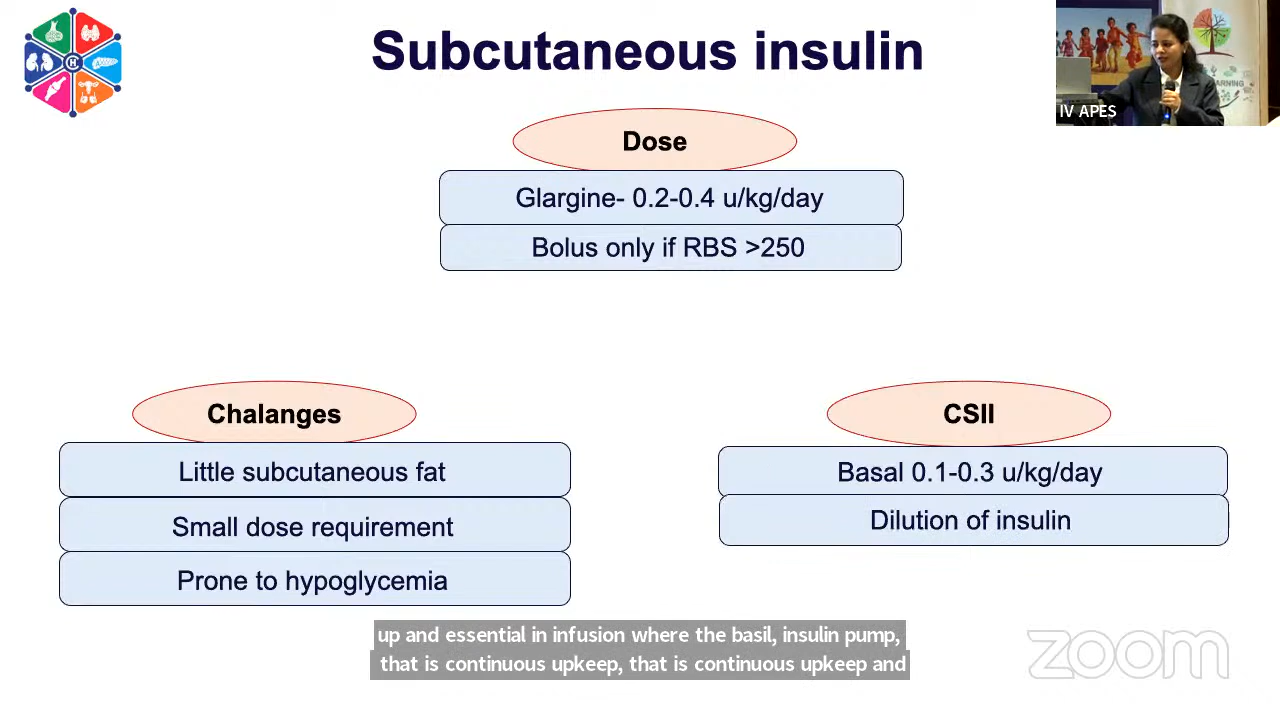 Subcutaneous insulin
IV APES
Dose
Glargine- 0.2-0.4 u/kg/day
Bolus only if RBS >250
Chalanges
Little subcutaneous fat
Small dose requirement
Prone to hypoglycemia
CSII
Basal 0.1-0.3 u/kg/day
Dilution of insulin
up and essential in infusion where the basil, insulin pump,
that is continuous upkeep, that is continuous upkeep and
zoom
H